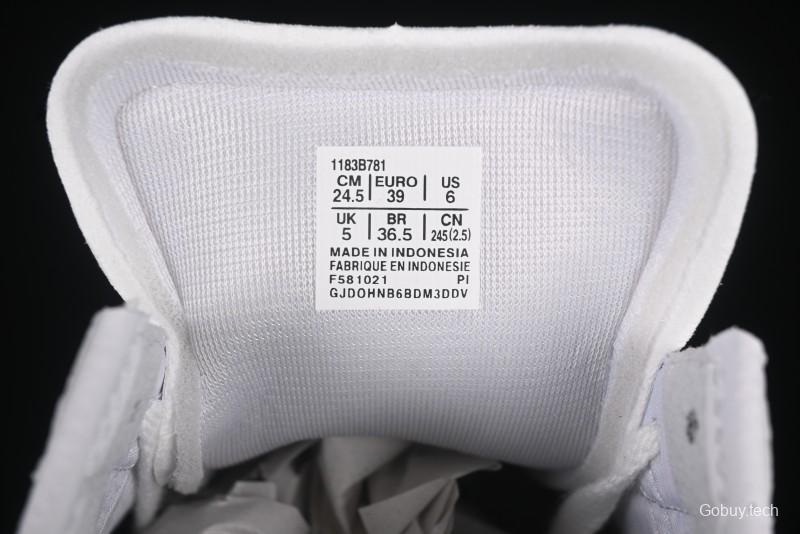 1183B781
CM EURO US
24.5 39 6
UK BR CN
5 36.5 245(2.5)
MADE IN INDONESIA
FABRIQUE EN INDONESIE
F581021 PI
GJDOHNB6BDM3DDV
Gobuy.tech